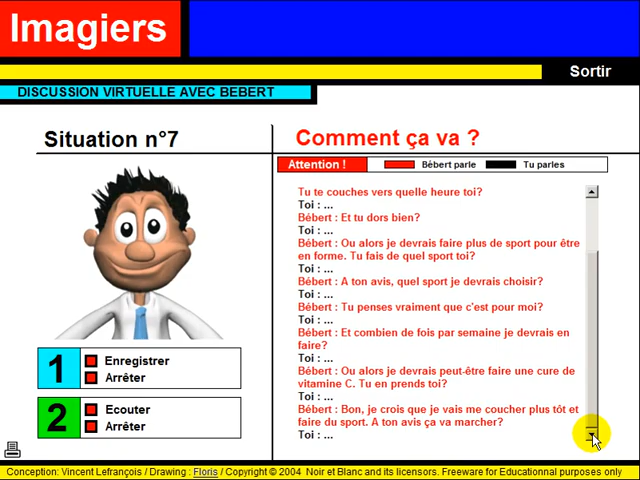 Imagiers
Sortir
DISCUSSION VIRTUELLE AVEC BEBERT
Situation n°7
Comment ça va ?
Attention !
Bébert parle
Tu parles
Tu te couches vers quelle heure toi?
Toi : ...
Bébert : Et tu dors bien?
Toi : ...
Bébert : Ou alors je devrais faire plus de sport pour être
en forme. Tu fais de quel sport toi?
Toi : ...
Bébert : A ton avis, quel sport je devrais choisir?
Toi : ...
Bébert : Tu penses vraiment que c'est pour moi?
Toi : ...
Bébert : Et combien de fois par semaine je devrais en
faire?
Toi : ...
Bébert : Ou alors je devrais peut-être faire une cure de
vitamine C. Tu en prends toi?
Toi : ...
Bébert : Bon, je crois que je vais me coucher plus tôt et
faire du sport. A ton avis ça va marcher?
Toi : ...
1
Enregistrer
Arrêter
2
Ecouter
Arrêter
Conception: Vincent Lefrançois / Drawing : Floris / Copyright © 2004 Noir et Blanc and its licensors. Freeware for Educationnal purposes only